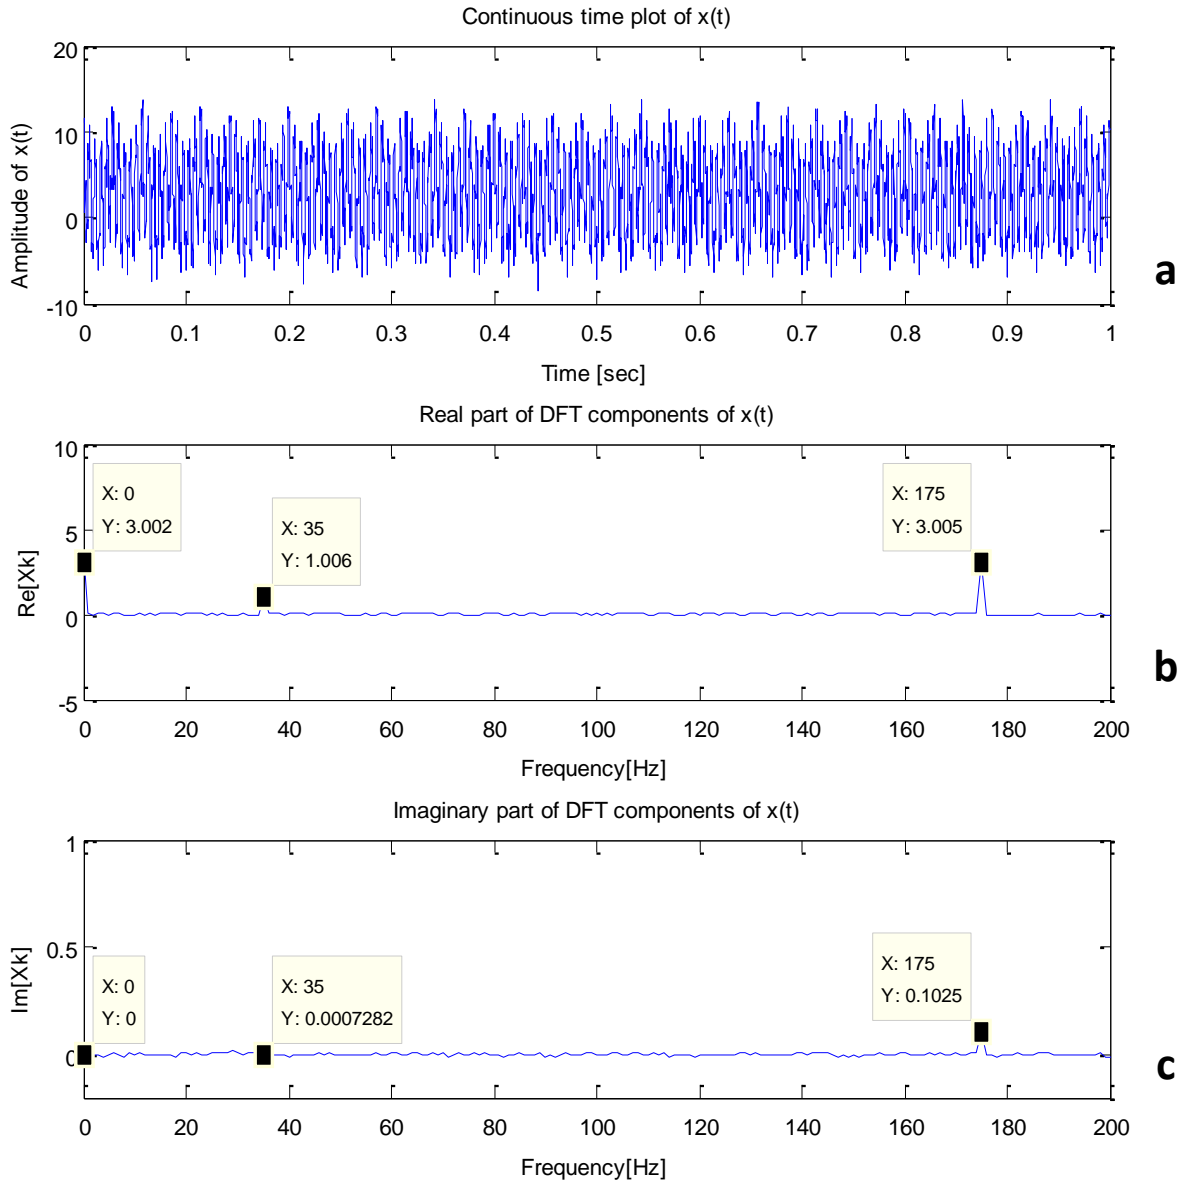 Continuous time plot of x(t)
20
10
0
-10
Amplitude of x(t)
0 0.1 0.2 0.3 0.4 0.5 0.6 0.7 0.8 0.9 1
Time [sec]
a
Real part of DFT components of x(t)
10
5
0
-5
Re[Xk]
X: 0
Y: 3.002
X: 35
Y: 1.006
X: 175
Y: 3.005
0 20 40 60 80 100 120 140 160 180 200
Frequency[Hz]
b
Imaginary part of DFT components of x(t)
1
0.5
0
Im[Xk]
X: 0
Y: 0
X: 35
Y: 0.0007282
X: 175
Y: 0.1025
0 20 40 60 80 100 120 140 160 180 200
Frequency[Hz]
c